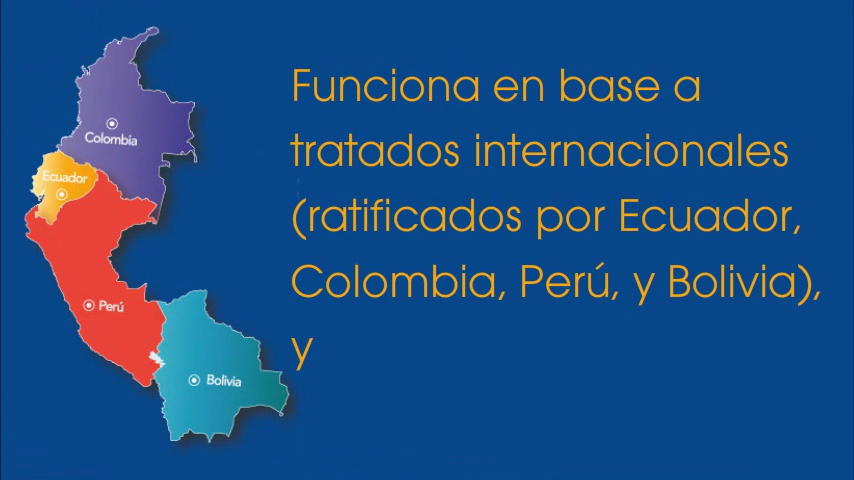 Colombia
Ecuador
Perú
Bolivia
Funciona en base a
tratados internacionales
(ratificados por Ecuador,
Colombia, Perú, y Bolivia),
y